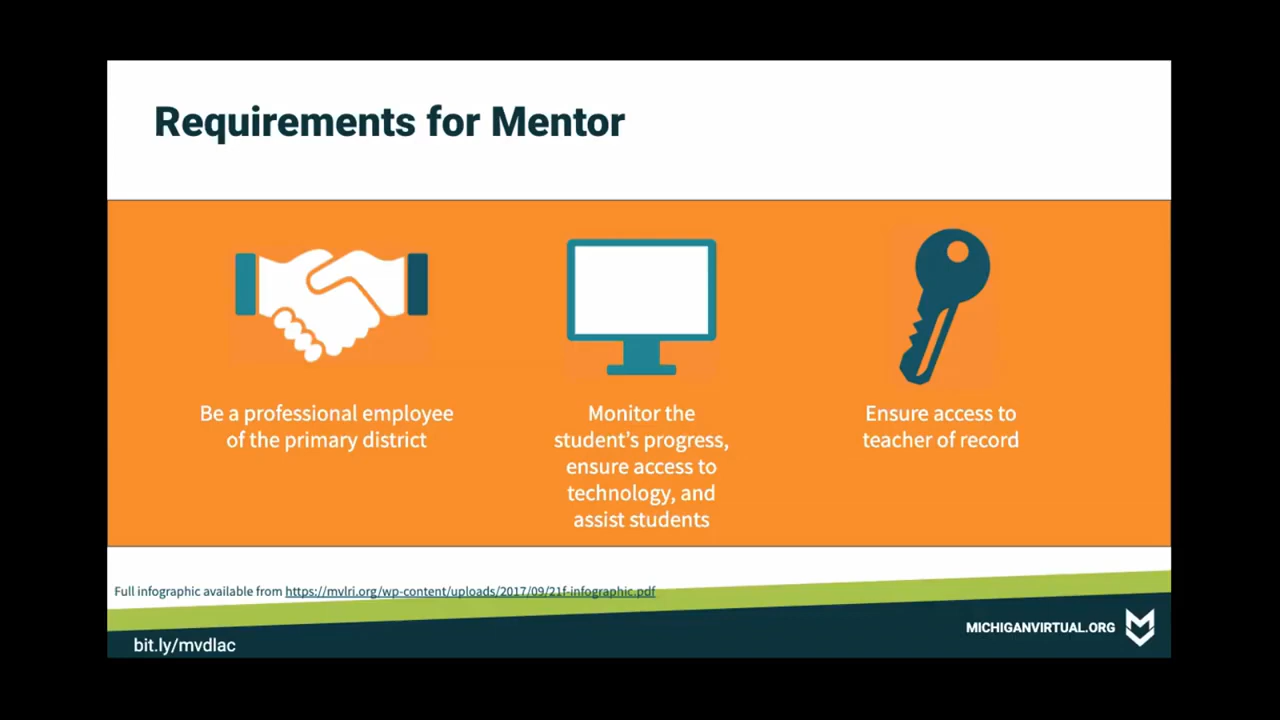 Requirements for Mentor
Be a professional employee
of the primary district
Monitor the
student's progress,
ensure access to
technology, and
assist students
Ensure access to
teacher of record
Full infographic available from https://mvlri.org/wp-content/uploads/2017/09/21f-infographic.pdf
MICHIGANVIRTUAL.ORG
bit.ly/mvdlac